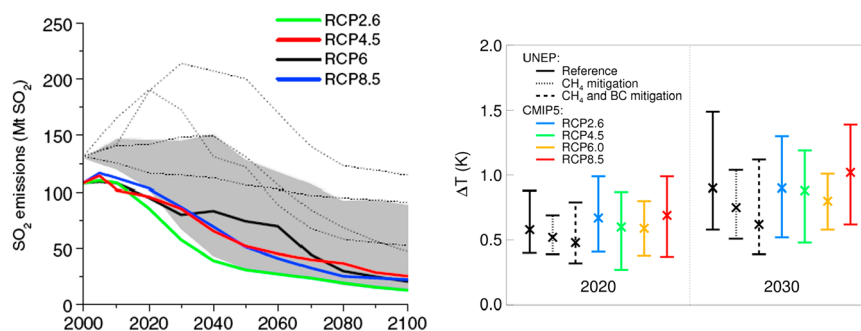 SO2 emissions (Mt SO2)
250
200
150
100
50
0
2000
2020
2040
2060
2080
2100
RCP2.6
RCP4.5
RCP6
RCP8.5
ΔT (K)
2.0
1.5
1.0
0.5
0.0
UNEP:
Reference
CH4 mitigation
CH4 and BC mitigation
CMIP5:
RCP2.6
RCP4.5
RCP6.0
RCP8.5
2020
2030